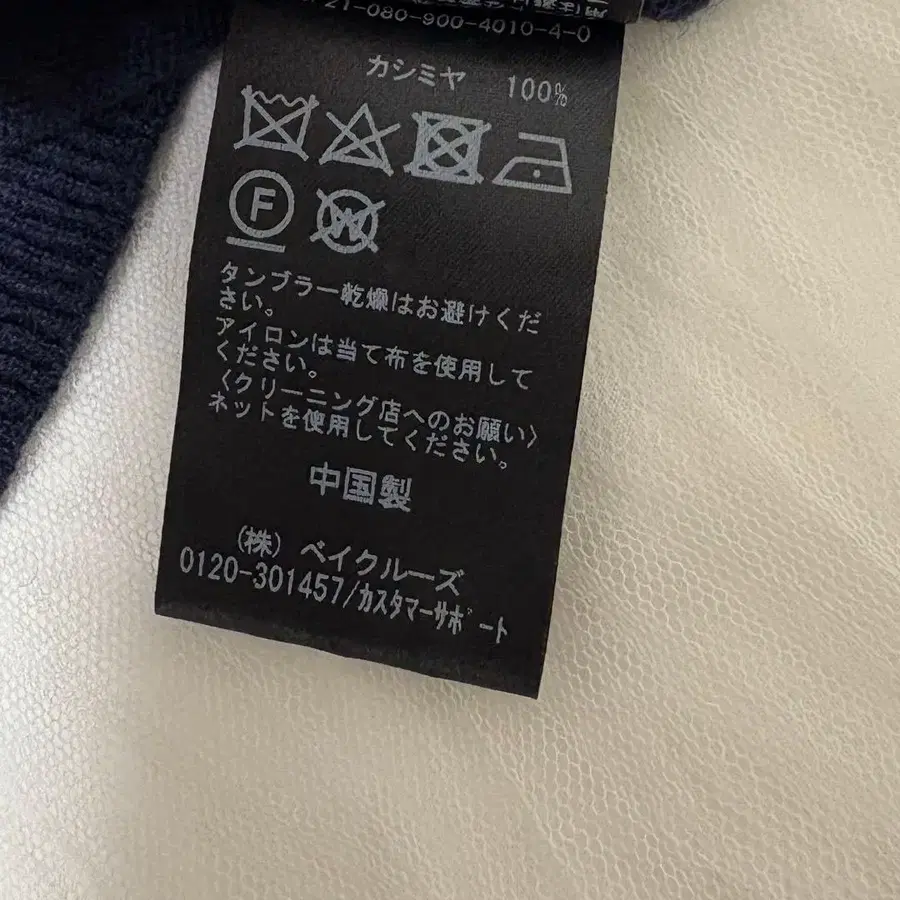 21-080-900-4010-4-0
カシミヤ 100%
F W
タンブラー乾燥はお避けくだ
さい。
アイロンは当て布を使用して
ください。
〈クリーニング店へのお願い〉
ネットを使用してください。
中国製
(株) ベイクルーズ
0120-301457/カスタマーサポート